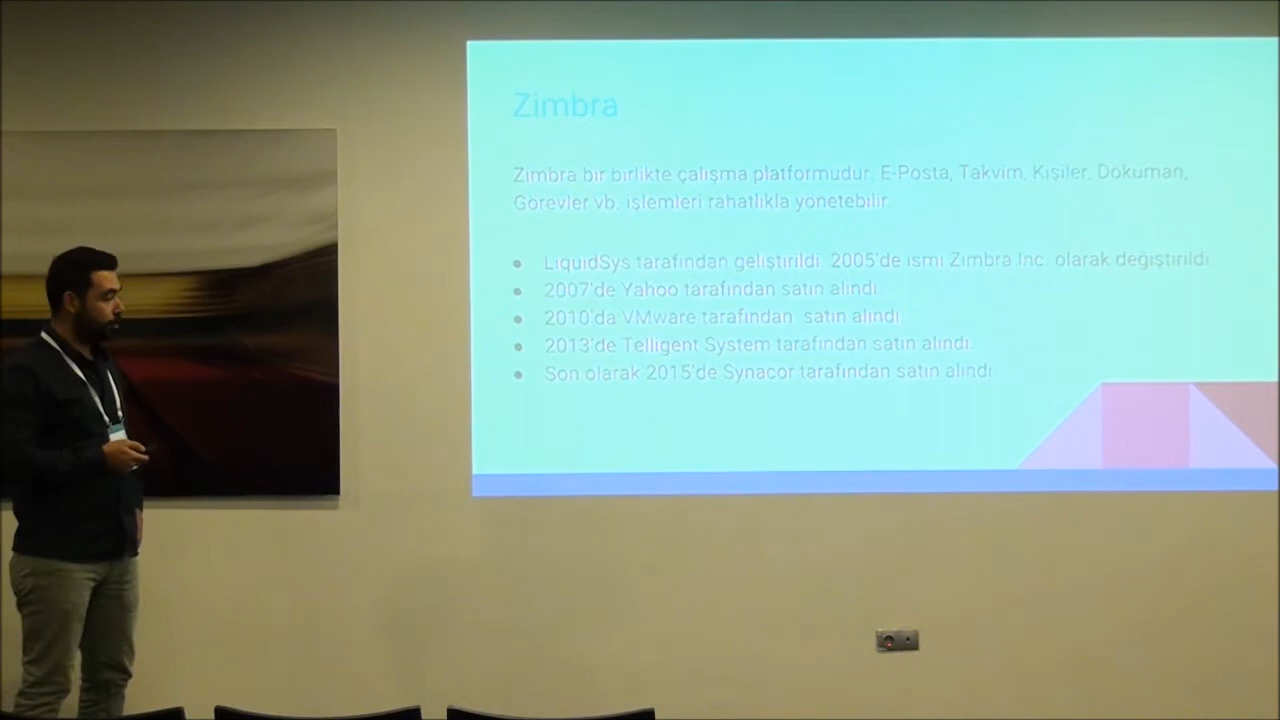 Zimbra
Zimbra bir birlikte çalışma platformudur. E-Posta, Takvim, Kişiler, Doküman,
Görevler vb. işlemleri rahatlıkla yönetebilir.
LiquidSys tarafından geliştirildi. 2005'de ismi Zimbra Inc. olarak değiştirildi.
2007'de Yahoo tarafından satın alındı.
2010'da VMware tarafından satın alındı.
2013'de Telligent System tarafından satın alındı.
Son olarak 2015'de Synacor tarafından satın alındı.